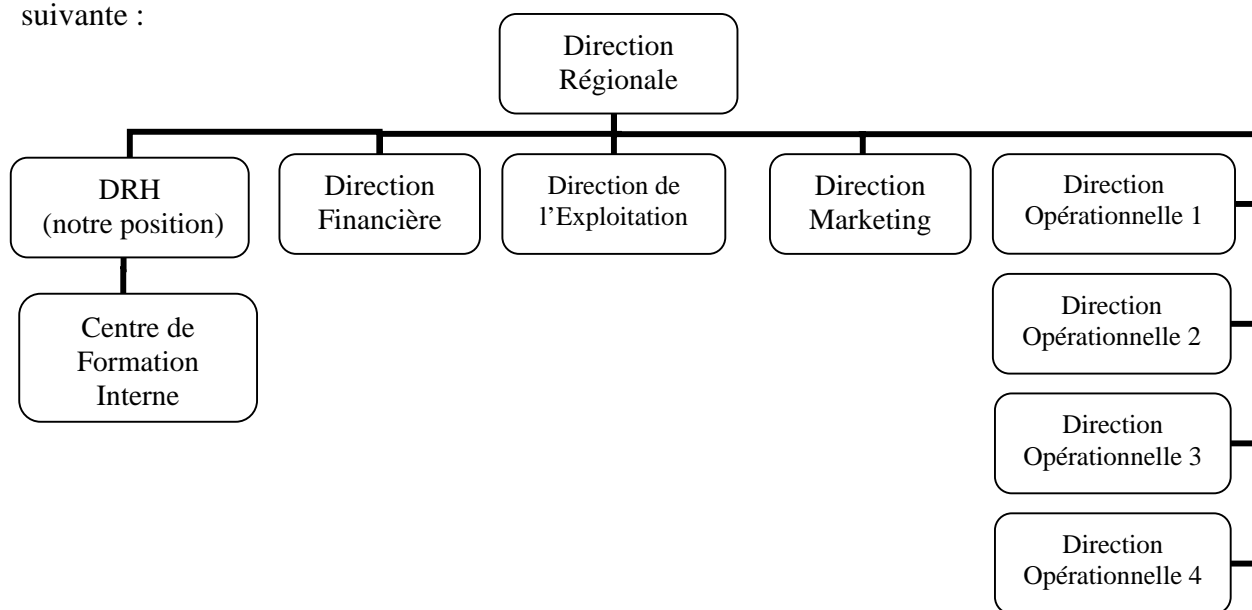 suivante :
Direction
Régionale
DRH
(notre position)
Direction
Financière
Direction de
l’Exploitation
Direction
Marketing
Direction
Opérationnelle 1
Centre de
Formation
Interne
Direction
Opérationnelle 2
Direction
Opérationnelle 3
Direction
Opérationnelle 4